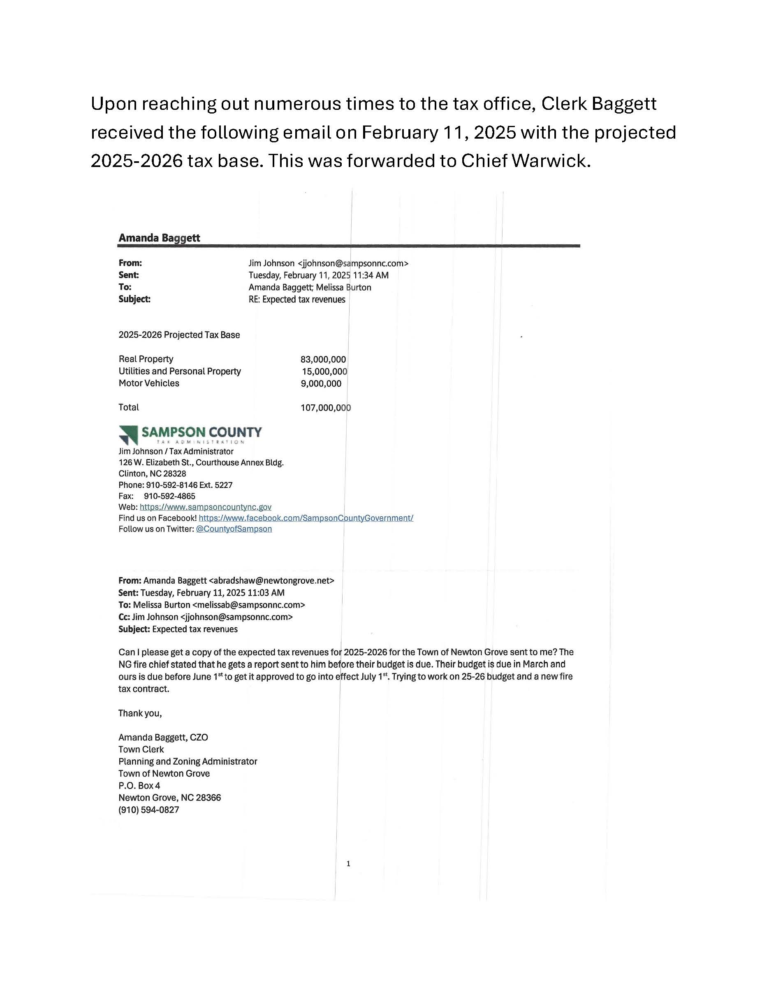 Upon reaching out numerous times to the tax office, Clerk Baggett
received the following email on February 11, 2025 with the projected
2025-2026 tax base. This was forwarded to Chief Warwick.
Amanda Baggett
From: Jim Johnson <jjohnson@sampsonnc.com>
Sent: Tuesday, February 11, 2025 11:34 AM
To: Amanda Baggett; Melissa Burton
Subject: RE: Expected tax revenues
2025-2026 Projected Tax Base
Real Property 83,000,000
Utilities and Personal Property 15,000,000
Motor Vehicles 9,000,000
Total 107,000,000
SAMPSON COUNTY
TAX ADMINISTRATION
Jim Johnson / Tax Administrator
126 W. Elizabeth St., Courthouse Annex Bldg.
Clinton, NC 28328
Phone: 910-592-8146 Ext. 5227
Fax: 910-592-4865
Web: https://www.sampsoncountync.gov
Find us on Facebook! https://www.facebook.com/SampsonCountyGovernment/
Follow us on Twitter: @CountyofSampson
From: Amanda Baggett <abradshaw@newtongrove.net>
Sent: Tuesday, February 11, 2025 11:03 AM
To: Melissa Burton <melissab@sampsonnc.com>
Cc: Jim Johnson <jjohnson@sampsonnc.com>
Subject: Expected tax revenues
Can I please get a copy of the expected tax revenues for 2025-2026 for the Town of Newton Grove sent to me? The
NG fire chief stated that he gets a report sent to him before their budget is due. Their budget is due in March and
ours is due before June 1st to get it approved to go into effect July 1st. Trying to work on 25-26 budget and a new fire
tax contract.
Thank you,
Amanda Baggett, CZO
Town Clerk
Planning and Zoning Administrator
Town of Newton Grove
P.O. Box 4
Newton Grove, NC 28366
(910) 594-0827
1